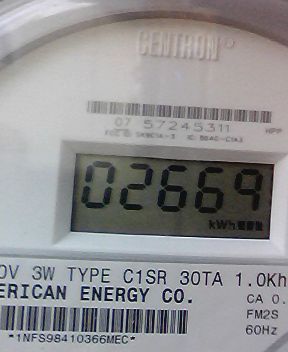 CENTRON
07 57245311 HPP
02669
kWh
0V 3W TYPE C1SR 30TA 1.0Kh
ERICAN ENERGY CO. CA 0.
FM2S
60Hz
*1NFS98410366MEC*